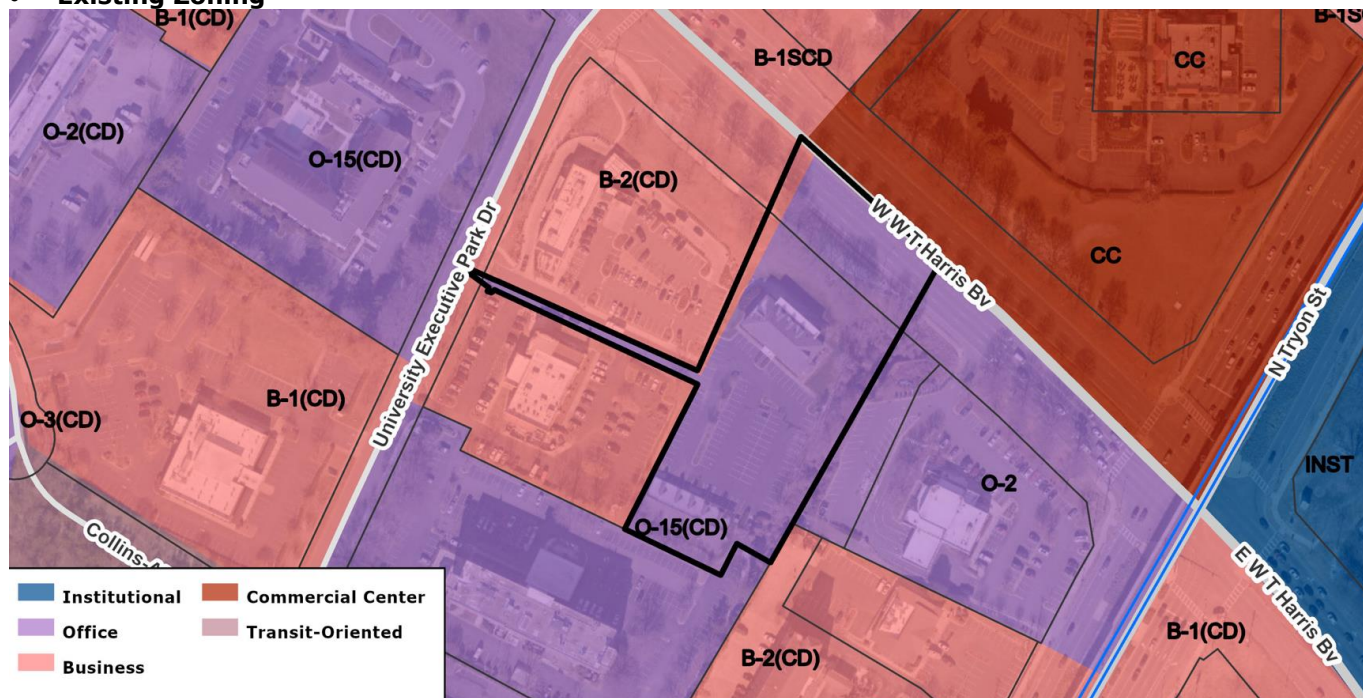 • Existing Zoning
B-1(CD)
B-1SCD
B-1S
CC
O-2(CD)
O-15(CD)
B-2(CD)
University Executive Park Dr
W W T Harris Bv
CC
N Tryon St
B-1(CD)
O-3(CD)
O-2
INST
O-15(CD)
Collins-A
E W T Harris Bv
B-1(CD)
B-2(CD)
Institutional
Commercial Center
Office
Transit-Oriented
Business